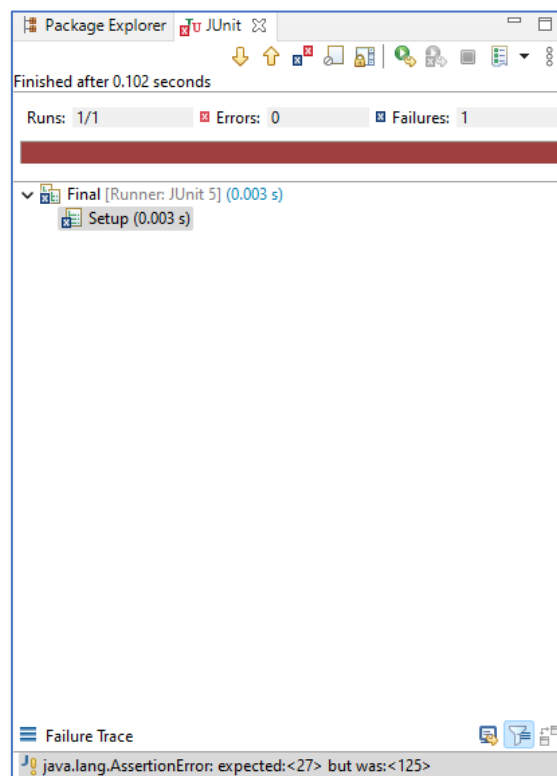 Package Explorer JUnit
Finished after 0.102 seconds
Runs: 1/1 Errors: 0 Failures: 1
Final [Runner: JUnit 5] (0.003 s)
Setup (0.003 s)
Failure Trace
java.lang.AssertionError: expected:<27> but was:<125>